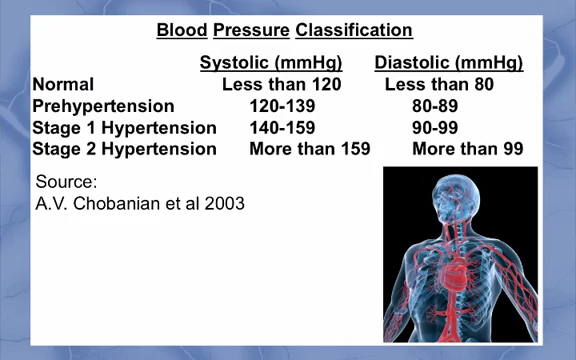 Blood Pressure Classification
Systolic (mmHg) Diastolic (mmHg)
Normal Less than 120 Less than 80
Prehypertension 120-139 80-89
Stage 1 Hypertension 140-159 90-99
Stage 2 Hypertension More than 159 More than 99
Source:
A.V. Chobanian et al 2003